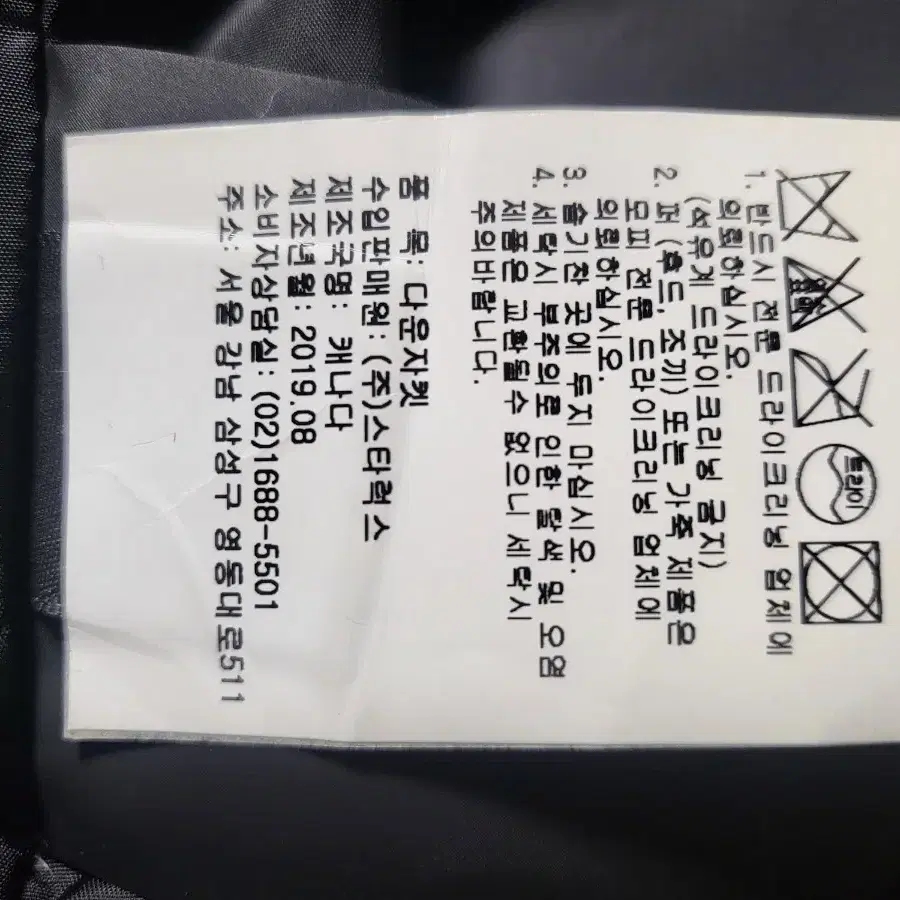 드라이
1. 반드시 전문 드라이크리닝 업체에
의뢰하십시오.
(석유계 드라이크리닝 금지)
2. 퍼 (후드, 조끼) 또는 가죽 제품은
모피 전문 드라이크리닝 업체에
의뢰하십시오.
3. 습기찬 곳에 두지 마십시오.
4. 세탁시 부주의로 인한 탈색 및 오염
제품은 교환될수 없으니 세탁시
주의바랍니다.
품 목: 다운자켓
수입판매원: (주)스타럭스
제조국명: 캐나다
제조년월: 2019.08
소비자상담실: (02)1688-5501
주소: 서울 강남 삼성구 영동대로511